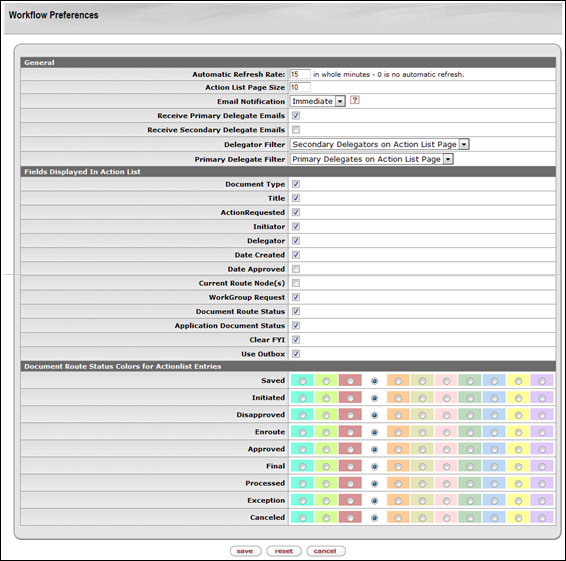 Workflow Preferences
General
Automatic Refresh Rate: 15 in whole minutes - 0 is no automatic refresh.
Action List Page Size 10
Email Notification Immediate ?
Receive Primary Delegate Emails
Receive Secondary Delegate Emails
Delegator Filter Secondary Delegators on Action List Page
Primary Delegate Filter Primary Delegates on Action List Page
Fields Displayed In Action List
Document Type
Title
ActionRequested
Initiator
Delegator
Date Created
Date Approved
Current Route Node(s)
WorkGroup Request
Document Route Status
Application Document Status
Clear FYI
Use Outbox
Document Route Status Colors for Actionlist Entries
Saved
Initiated
Disapproved
Enroute
Approved
Final
Processed
Exception
Canceled
save reset cancel